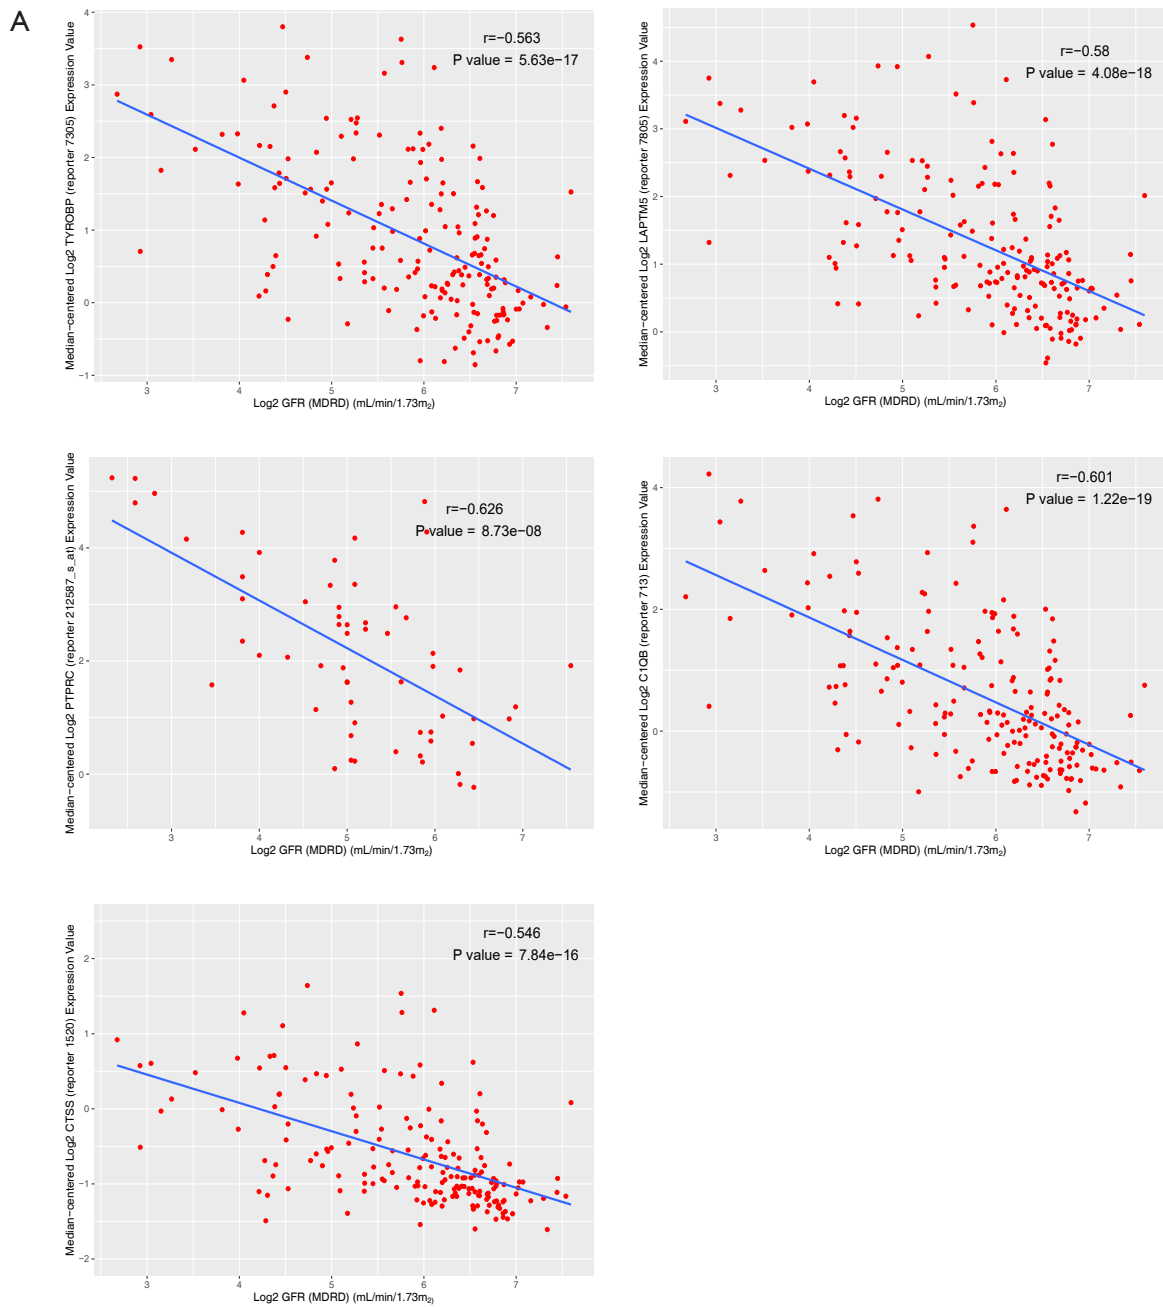 A
r=−0.563
P value = 5.63e−17
Median−centered Log2 TYROBP (reporter 7305) Expression Value
4
3
2
1
0
−1
3 4 5 6 7
Log2 GFR (MDRD) (mL/min/1.73m2)
r=−0.58
P value = 4.08e−18
Median−centered Log2 LAPTM5 (reporter 7805) Expression Value
4
3
2
1
0
3 4 5 6 7
Log2 GFR (MDRD) (mL/min/1.73m2)
r=−0.626
P value = 8.73e−08
Median−centered Log2 PTPRC (reporter 212587_s_at) Expression Value
4
2
0
3 4 5 6 7
Log2 GFR (MDRD) (mL/min/1.73m2)
r=−0.601
P value = 1.22e−19
Median−centered Log2 C1QB (reporter 713) Expression Value
4
2
0
3 4 5 6 7
Log2 GFR (MDRD) (mL/min/1.73m2)
r=−0.546
P value = 7.84e−16
Median−centered Log2 CTSS (reporter 1520) Expression Value
2
1
0
−1
−2
3 4 5 6 7
Log2 GFR (MDRD) (mL/min/1.73m2)